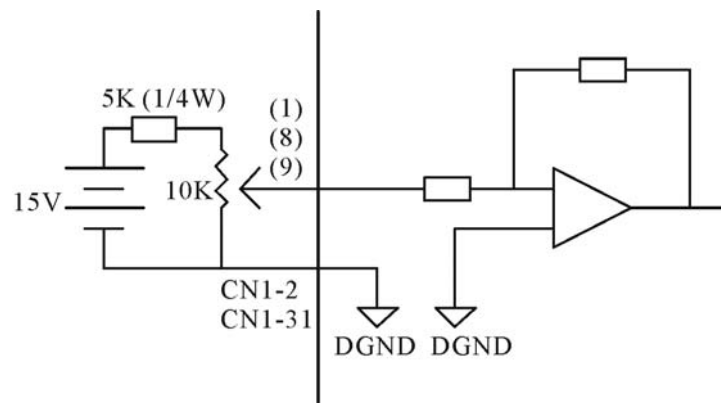 5K (1/4W)
(1)
(8)
(9)
15V
10K
CN1-2
CN1-31
DGND
DGND